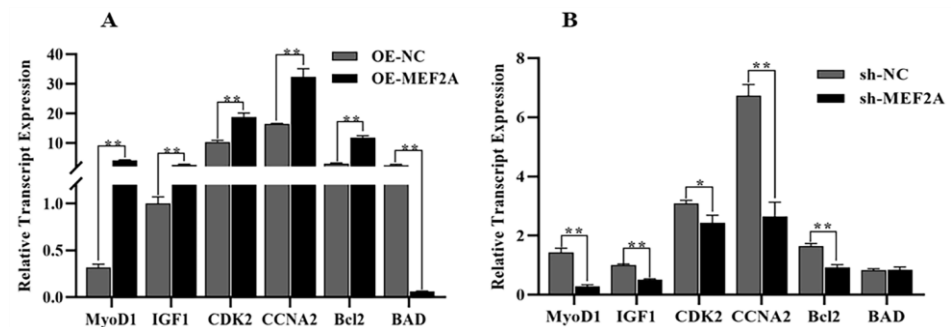 A
Relative Transcript Expression
40
30
20
10
1.0
0.5
0.0
OE-NC
OE-MEF2A
** ** ** ** ** **
MyoD1 IGF1 CDK2 CCNA2 Bcl2 BAD
B
Relative Transcript Expression
8
6
4
2
0
sh-NC
sh-MEF2A
** ** * ** **
MyoD1 IGF1 CDK2 CCNA2 Bcl2 BAD